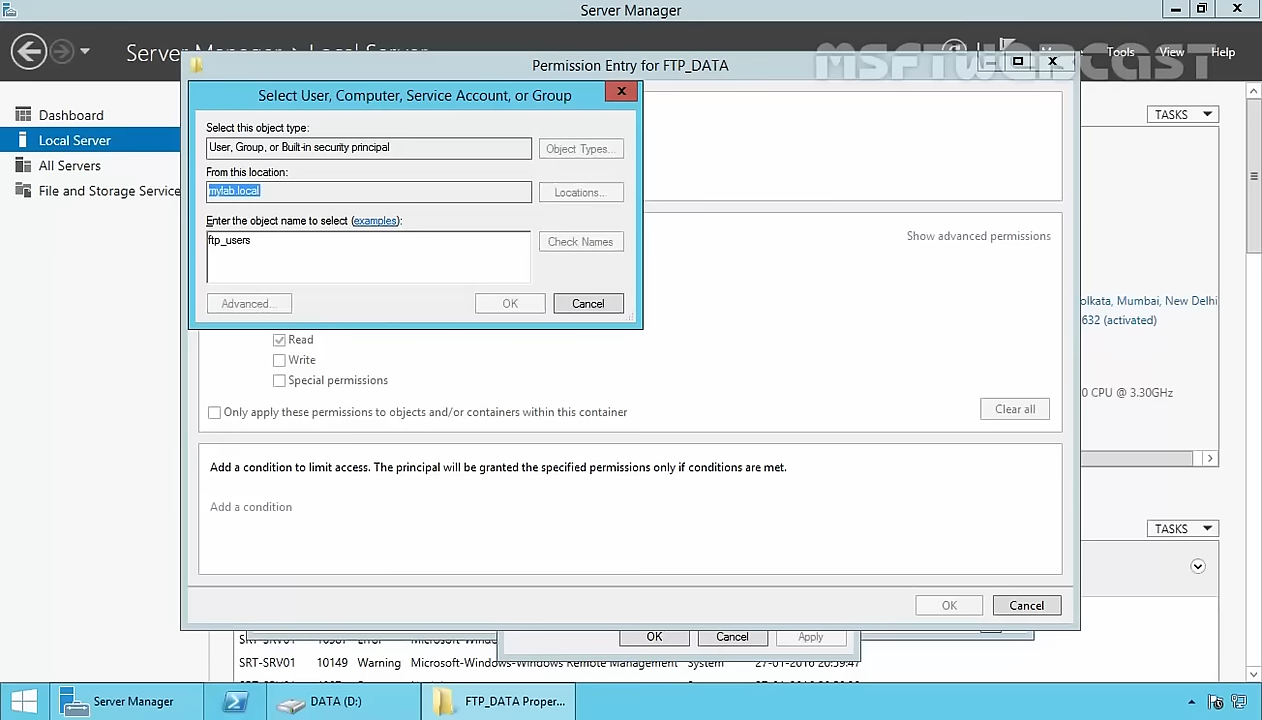 Server Manager
Server Manager Local Server
Tools View Help
MSFTWEBCAST
Permission Entry for FTP_DATA
Select User, Computer, Service Account, or Group
Select this object type:
User, Group, or Built-in security principal
Object Types...
From this location:
mylab.local
Locations...
Enter the object name to select (examples):
ftp_users
Check Names
Advanced...
OK
Cancel
Dashboard
Local Server
All Servers
File and Storage Service
TASKS
Show advanced permissions
olkata, Mumbai, New Delhi
632 (activated)
0 CPU @ 3.30GHz
Read
Write
Special permissions
Only apply these permissions to objects and/or containers within this container
Clear all
Add a condition to limit access. The principal will be granted the specified permissions only if conditions are met.
Add a condition
TASKS
OK
Cancel
OK
Cancel
Apply
SRT-SRV01 10149 Warning Microsoft-Windows-Windows Remote Management System 27-01-2016 20:59:47
Server Manager
DATA (D:)
FTP_DATA Proper...